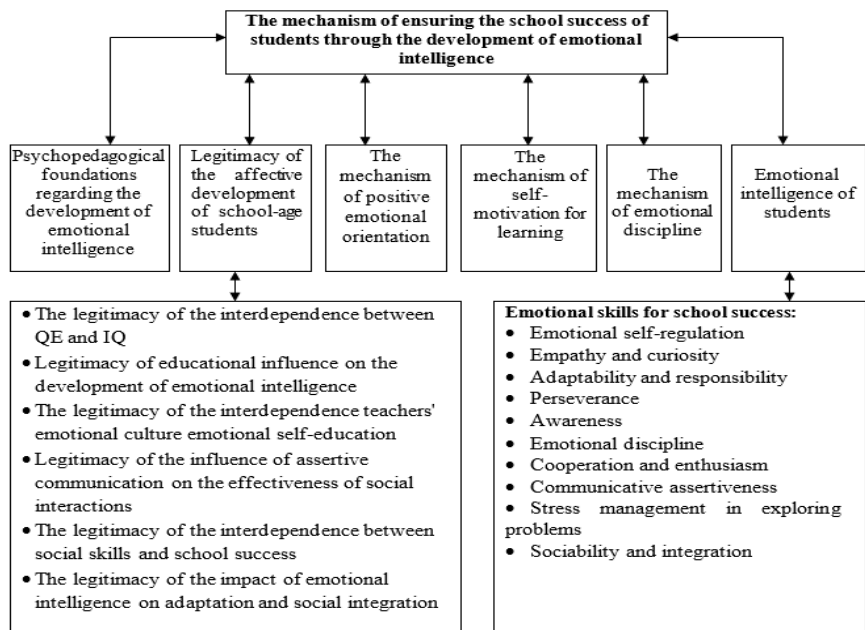 The mechanism of ensuring the school success of
students through the development of emotional
intelligence
Psychopedagogical
foundations
regarding the
development of
emotional
intelligence
Legitimacy of
the affective
development
of school-age
students
The
mechanism
of positive
emotional
orientation
The
mechanism of
self-
motivation for
learning
The
mechanism
of emotional
discipline
Emotional
intelligence of
students
• The legitimacy of the interdependence between
QE and IQ
• Legitimacy of educational influence on the
development of emotional intelligence
• The legitimacy of the interdependence teachers'
emotional culture emotional self-education
• Legitimacy of the influence of assertive
communication on the effectiveness of social
interactions
• The legitimacy of the interdependence between
social skills and school success
• The legitimacy of the impact of emotional
intelligence on adaptation and social integration
Emotional skills for school success:
• Emotional self-regulation
• Empathy and curiosity
• Adaptability and responsibility
• Perseverance
• Awareness
• Emotional discipline
• Cooperation and enthusiasm
• Communicative assertiveness
• Stress management in exploring
problems
• Sociability and integration